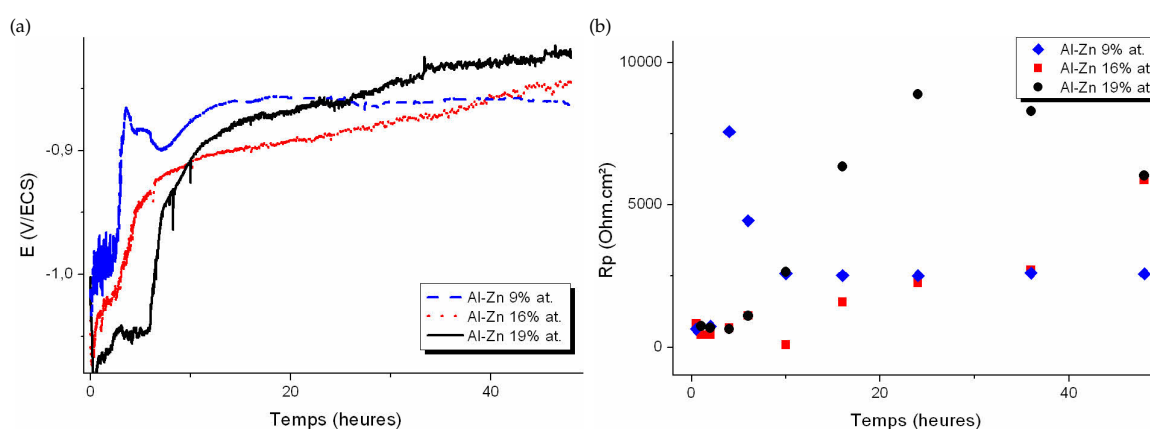 (a)
E (V/ECS)
-0,9
-1,0
0
20
40
Temps (heures)
Al-Zn 9% at.
Al-Zn 16% at.
Al-Zn 19% at.
(b)
Rp (Ohm.cm²)
10000
5000
0
0
20
40
Temps (heures)
Al-Zn 9% at.
Al-Zn 16% at.
Al-Zn 19% at.